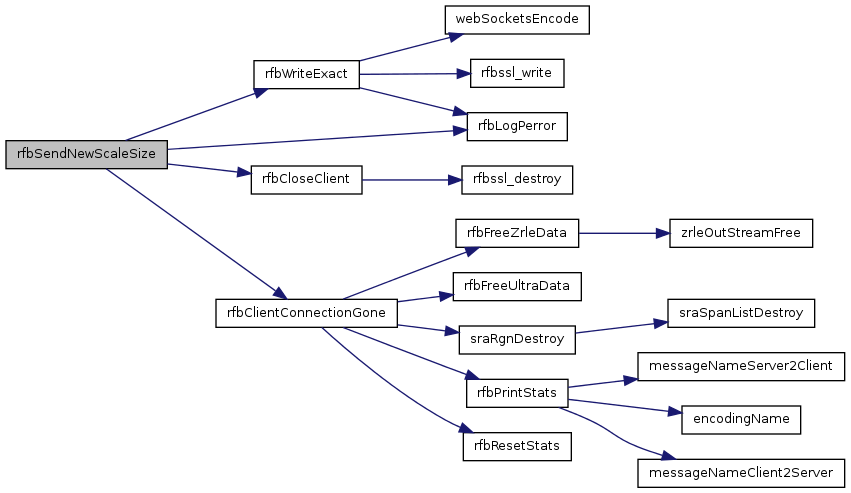 webSocketsEncode
rfbWriteExact
rfbssl_write
rfbLogPerror
rfbSendNewScaleSize
rfbCloseClient
rfbssl_destroy
rfbFreeZrleData
zrleOutStreamFree
rfbFreeUltraData
rfbClientConnectionGone
sraSpanListDestroy
sraRgnDestroy
messageNameServer2Client
rfbPrintStats
encodingName
rfbResetStats
messageNameClient2Server